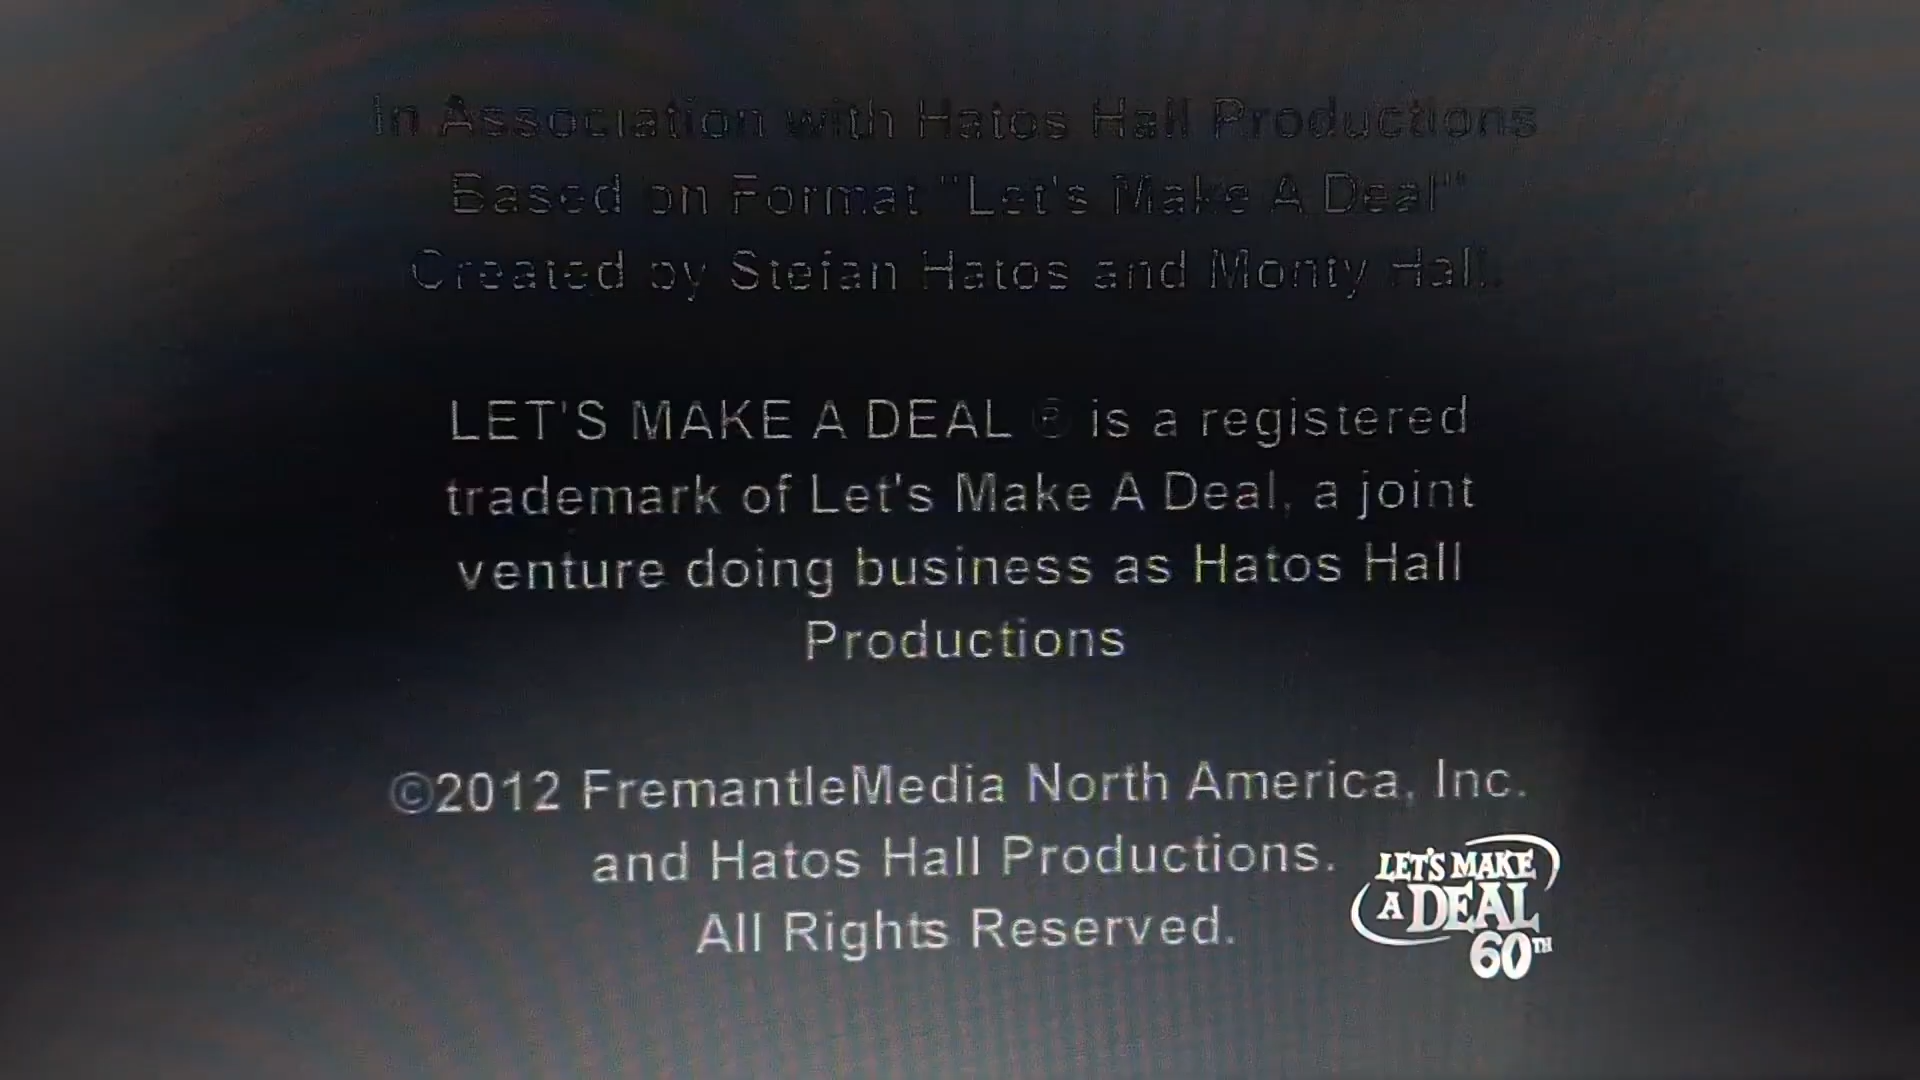 In Association with Hatos Hall Productions
Based on Format "Let's Make A Deal"
Created by Stefan Hatos and Monty Hall.
LET'S MAKE A DEAL ® is a registered
trademark of Let's Make A Deal, a joint
venture doing business as Hatos Hall
Productions
©2012 FremantleMedia North America, Inc.
and Hatos Hall Productions.
All Rights Reserved.
LET'S MAKE
A DEAL
60TH